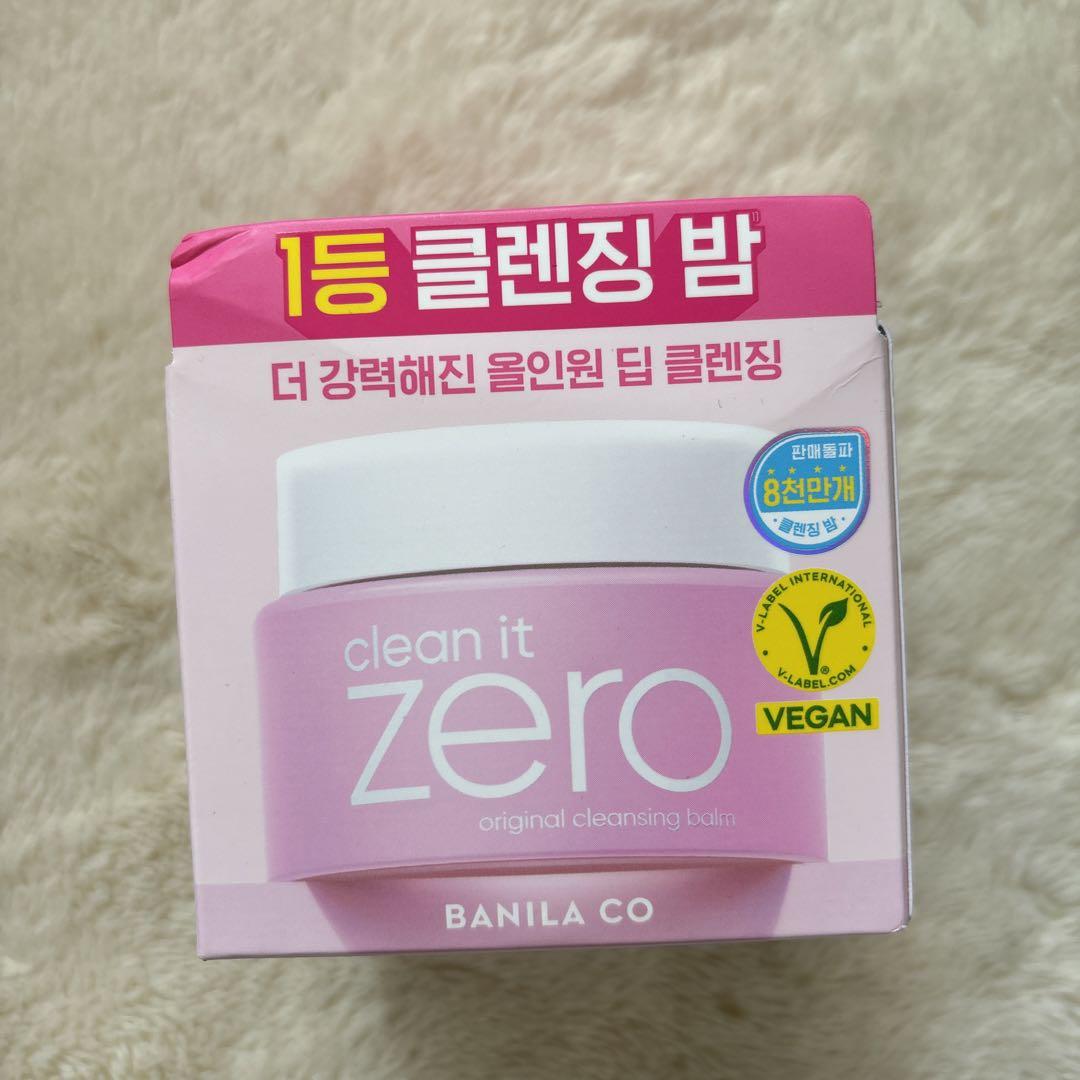 1등 클렌징 밤
더 강력해진 올인원 딥 클렌징
판매돌파
8천만개
클렌징 밤
V-LABEL INTERNATIONAL
V-LABEL.COM
VEGAN
clean it
zero
original cleansing balm
BANILA CO